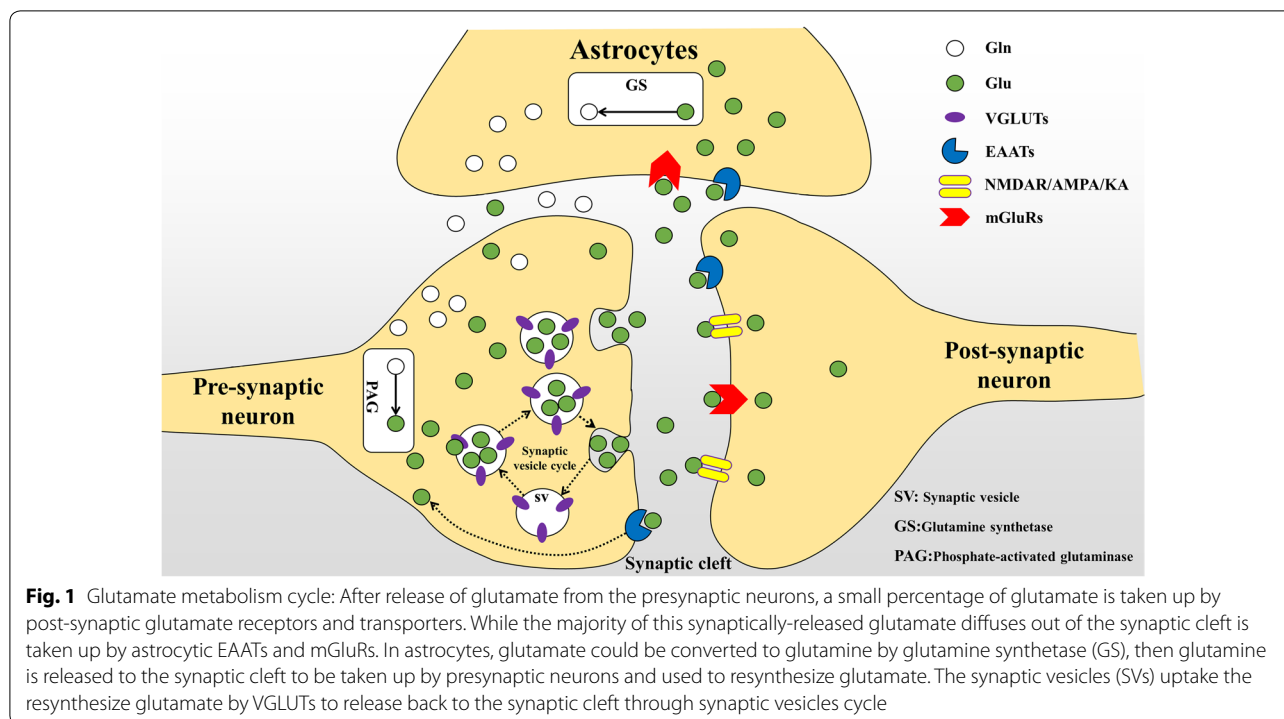 Astrocytes
GS
Gln
Glu
VGLUTs
EAATs
NMDAR/AMPA/KA
mGluRs
Pre-synaptic
neuron
PAG
Synaptic
vesicle cycle
SV
Post-synaptic
neuron
Synaptic cleft
SV: Synaptic vesicle
GS:Glutamine synthetase
PAG:Phosphate-activated glutaminase
Fig. 1 Glutamate metabolism cycle: After release of glutamate from the presynaptic neurons, a small percentage of glutamate is taken up by
post-synaptic glutamate receptors and transporters. While the majority of this synaptically-released glutamate diffuses out of the synaptic cleft is
taken up by astrocytic EAATs and mGluRs. In astrocytes, glutamate could be converted to glutamine by glutamine synthetase (GS), then glutamine
is released to the synaptic cleft to be taken up by presynaptic neurons and used to resynthesize glutamate. The synaptic vesicles (SVs) uptake the
resynthesize glutamate by VGLUTs to release back to the synaptic cleft through synaptic vesicles cycle